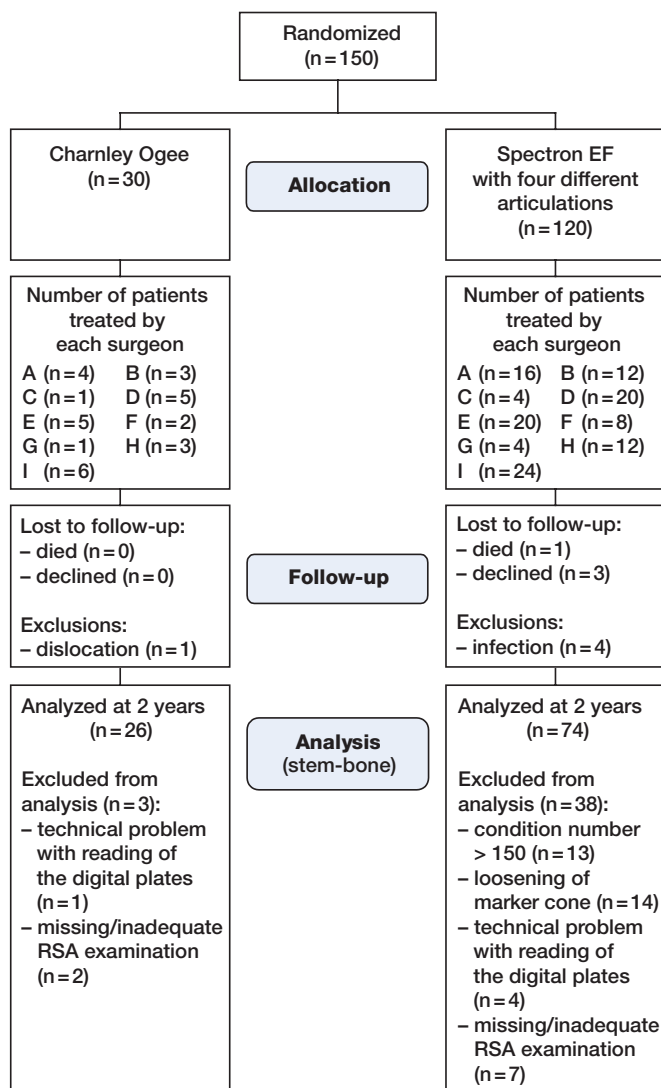 Randomized
(n=150)
Charnley Ogee
(n=30)
Allocation
Spectron EF
with four different
articulations
(n=120)
Number of patients
treated by
each surgeon
A (n=4) B (n=3)
C (n=1) D (n=5)
E (n=5) F (n=2)
G (n=1) H (n=3)
I (n=6)
Number of patients
treated by
each surgeon
A (n=16) B (n=12)
C (n=4) D (n=20)
E (n=20) F (n=8)
G (n=4) H (n=12)
I (n=24)
Lost to follow-up:
– died (n=0)
– declined (n=0)
Exclusions:
– dislocation (n=1)
Follow-up
Lost to follow-up:
– died (n=1)
– declined (n=3)
Exclusions:
– infection (n=4)
Analyzed at 2 years
(n=26)
Excluded from
analysis (n=3):
– technical problem
with reading of
the digital plates
(n=1)
– missing/inadequate
RSA examination
(n=2)
Analysis
(stem-bone)
Analyzed at 2 years
(n=74)
Excluded from
analysis (n=38):
– condition number
> 150 (n=13)
– loosening of
marker cone (n=14)
– technical problem
with reading of
the digital plates
(n=4)
– missing/inadequate
RSA examination
(n=7)